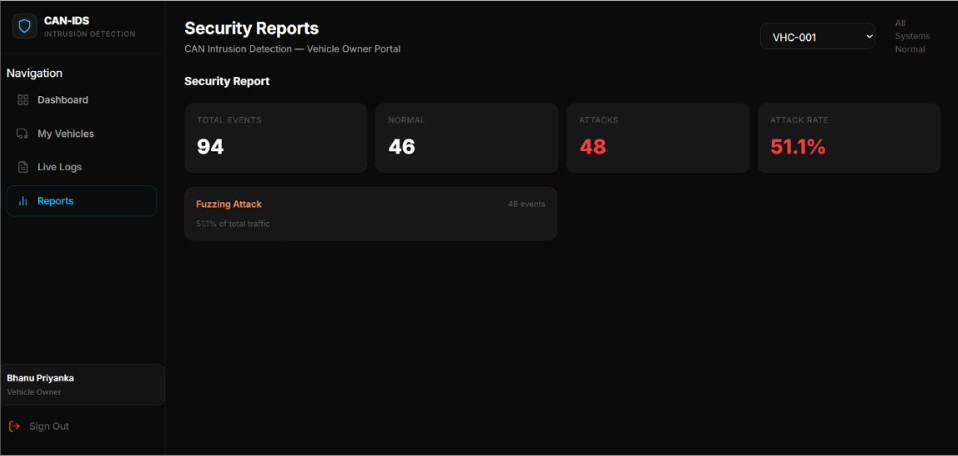 CAN-IDS
INTRUSION DETECTION
Navigation
Dashboard
My Vehicles
Live Logs
Reports
Bhanu Priyanka
Vehicle Owner
Sign Out
Security Reports
CAN Intrusion Detection — Vehicle Owner Portal
VHC-001
All
Systems
Normal
Security Report
TOTAL EVENTS
94
NORMAL
46
ATTACKS
48
ATTACK RATE
51.1%
Fuzzing Attack
48 events
51.1% of total traffic